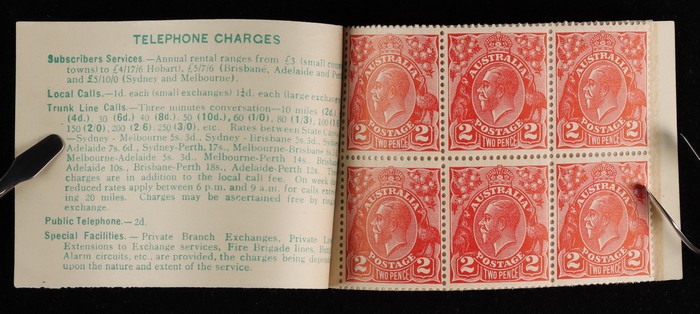 TELEPHONE CHARGES
Subscribers Services.—Annual rental ranges from £3 (small
towns) to £4/17/6 Hobart), £5/7/6 (Brisbane, Adelaide and
and £5/10/0 (Sydney and Melbourne).
Local Calls.—1d. each (small exchanges) 1¼d. each (large
Trunk Line Calls.—Three minutes conversation—10 miles (2d.
(4d.), 30 (6d.) 40 (8d.) 50 (10d.), 60 (1/0) 80 (1/3)
150 (2/0), 200 (2/6), 250 (3/0) etc. Rates between State
—Sydney - Melbourne 5s. 3d., Sydney - Brisbane 5s. 3d.,
Adelaide 7s. 6d., Sydney-Perth, 17s.,
Melbourne-Adelaide 5s. 3d., Melbourne-Perth 14s.,
Adelaide 10s., Brisbane-Perth 18s., Adelaide-Perth 12s.
charges are in addition to the local call fee. On week
reduced rates apply between 6 p.m. and 9 a.m. for calls
ing 20 miles. Charges may be ascertained free by
exchange.
Public Telephone.—2d.
Special Facilities.—Private Branch Exchanges, Private
Extensions to Exchange services, Fire Brigade lines,
Alarm circuits, etc., are provided, the charges being
upon the nature and extent of the service.
AUSTRALIA AUSTRALIA AUSTRALIA
2 POSTAGE 2 2 POSTAGE 2 2 POSTAGE 2
TWO PENCE TWO PENCE TWO PENCE
AUSTRALIA AUSTRALIA AUSTRALIA
2 POSTAGE 2 2 POSTAGE 2 2 POSTAGE 2
TWO PENCE TWO PENCE TWO PENCE